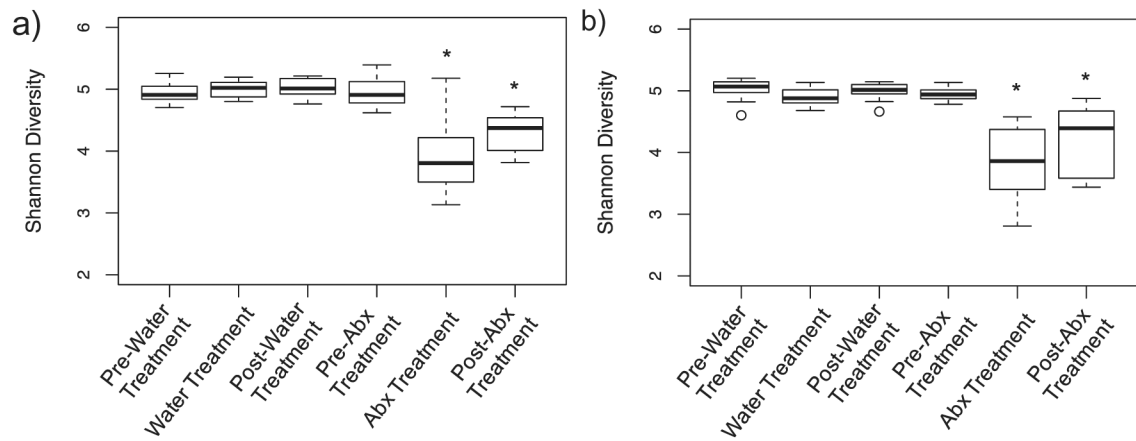 a)
Shannon Diversity
6
5
4
3
2
*
*
Pre-Water
Treatment
Water Treatment
Post-Water
Treatment
Pre-Abx
Treatment
Abx Treatment
Post-Abx
Treatment
b)
Shannon Diversity
6
5
4
3
2
*
*
Pre-Water
Treatment
Water Treatment
Post-Water
Treatment
Pre-Abx
Treatment
Abx Treatment
Post-Abx
Treatment